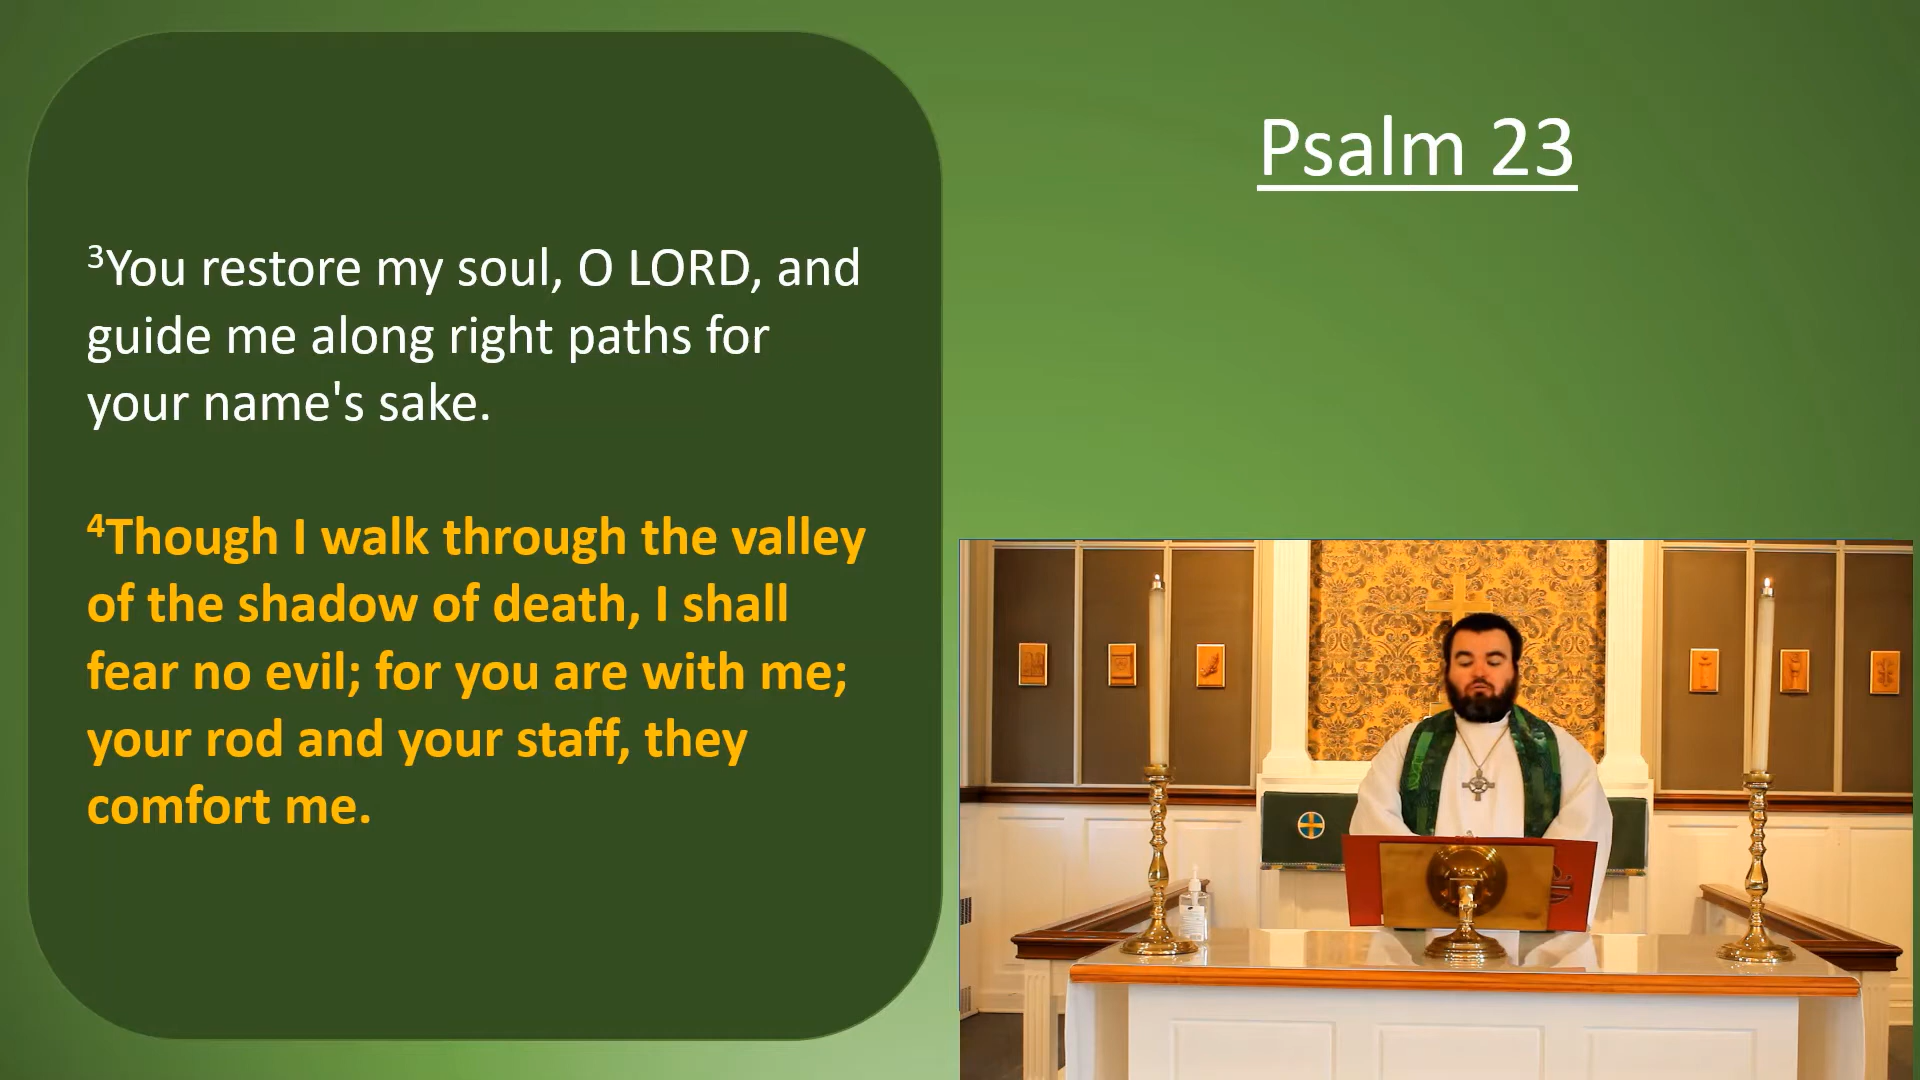 Psalm 23
³You restore my soul, O LORD, and
guide me along right paths for
your name's sake.
⁴Though I walk through the valley
of the shadow of death, I shall
fear no evil; for you are with me;
your rod and your staff, they
comfort me.